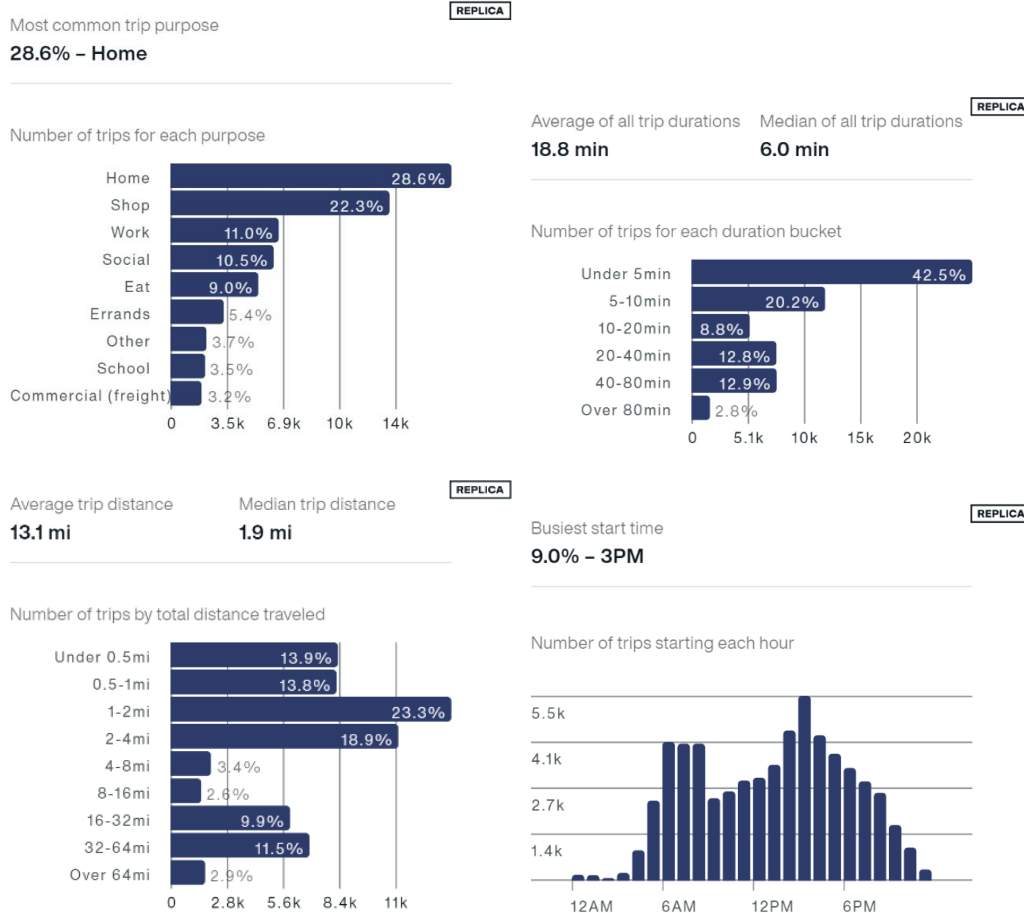 REPLICA
Most common trip purpose
28.6% – Home
Number of trips for each purpose
Home 28.6%
Shop 22.3%
Work 11.0%
Social 10.5%
Eat 9.0%
Errands 5.4%
Other 3.7%
School 3.5%
Commercial (freight) 3.2%
0 3.5k 6.9k 10k 14k
REPLICA
Average of all trip durations Median of all trip durations
18.8 min 6.0 min
Number of trips for each duration bucket
Under 5min 42.5%
5-10min 20.2%
10-20min 8.8%
20-40min 12.8%
40-80min 12.9%
Over 80min 2.8%
0 5.1k 10k 15k 20k
REPLICA
Average trip distance Median trip distance
13.1 mi 1.9 mi
Number of trips by total distance traveled
Under 0.5mi 13.9%
0.5-1mi 13.8%
1-2mi 23.3%
2-4mi 18.9%
4-8mi 3.4%
8-16mi 2.6%
16-32mi 9.9%
32-64mi 11.5%
Over 64mi 2.9%
0 2.8k 5.6k 8.4k 11k
REPLICA
Busiest start time
9.0% – 3PM
Number of trips starting each hour
5.5k
4.1k
2.7k
1.4k
12AM 6AM 12PM 6PM